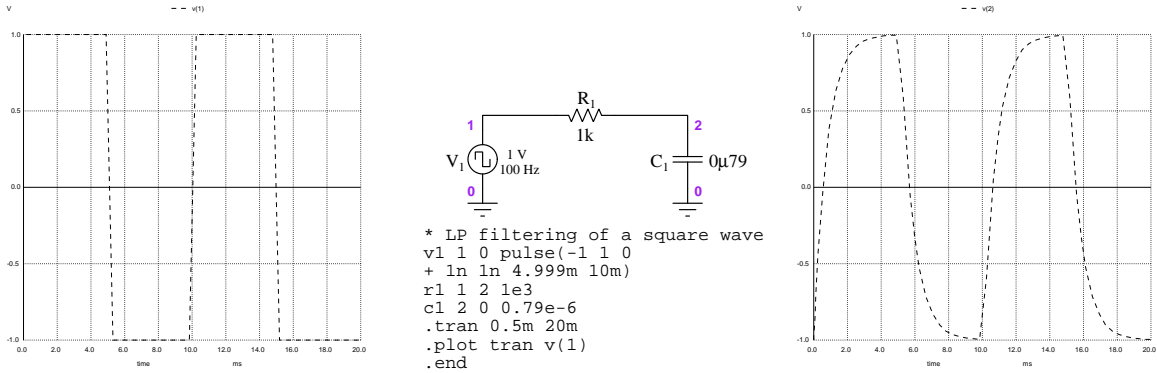 V
v(1)
1.0
0.5
0.0
-0.5
-1.0
0.0 2.0 4.0 6.0 8.0 10.0 12.0 14.0 16.0 18.0 20.0
time ms
R1
1k
1
2
V1
1 V
100 Hz
C1
0µ79
0
0
* LP filtering of a square wave
v1 1 0 pulse(-1 1 0
+ 1n 1n 4.999m 10m)
r1 1 2 1e3
c1 2 0 0.79e-6
.tran 0.5m 20m
.plot tran v(1)
.end
V
v(2)
1.0
0.5
0.0
-0.5
-1.0
0.0 2.0 4.0 6.0 8.0 10.0 12.0 14.0 16.0 18.0 20.0
time ms